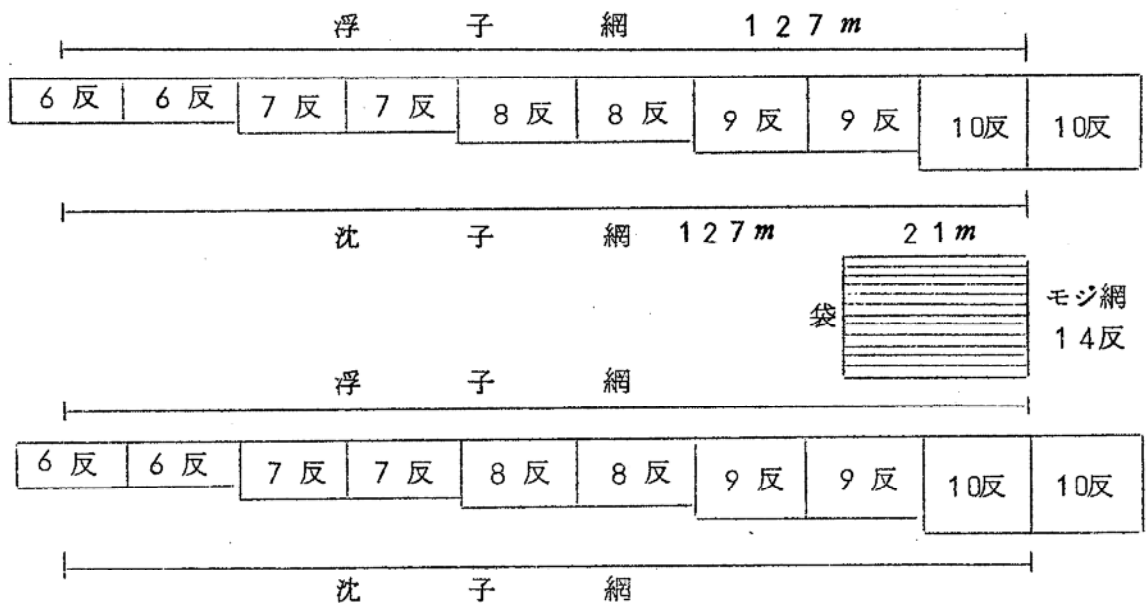 浮子網 127m
6反 6反 7反 7反 8反 8反 9反 9反 10反 10反
沈子網 127m 21m
袋 モジ網
14反
浮子網
6反 6反 7反 7反 8反 8反 9反 9反 10反 10反
沈子網